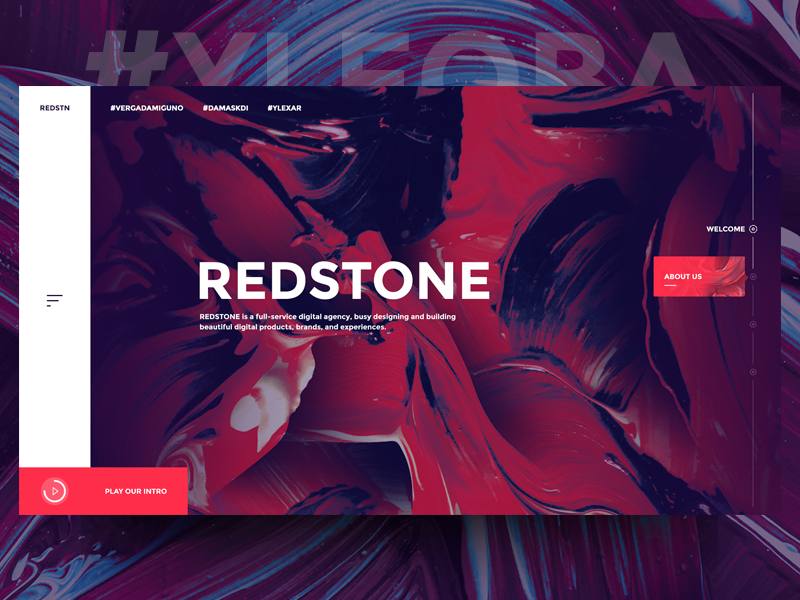 #YLEORA
REDSTN
#VERGADAMIGUNO #DAMASKDI #YLEXAR
WELCOME
ABOUT US
REDSTONE
REDSTONE is a full-service digital agency, busy designing and building
beautiful digital products, brands, and experiences.
PLAY OUR INTRO